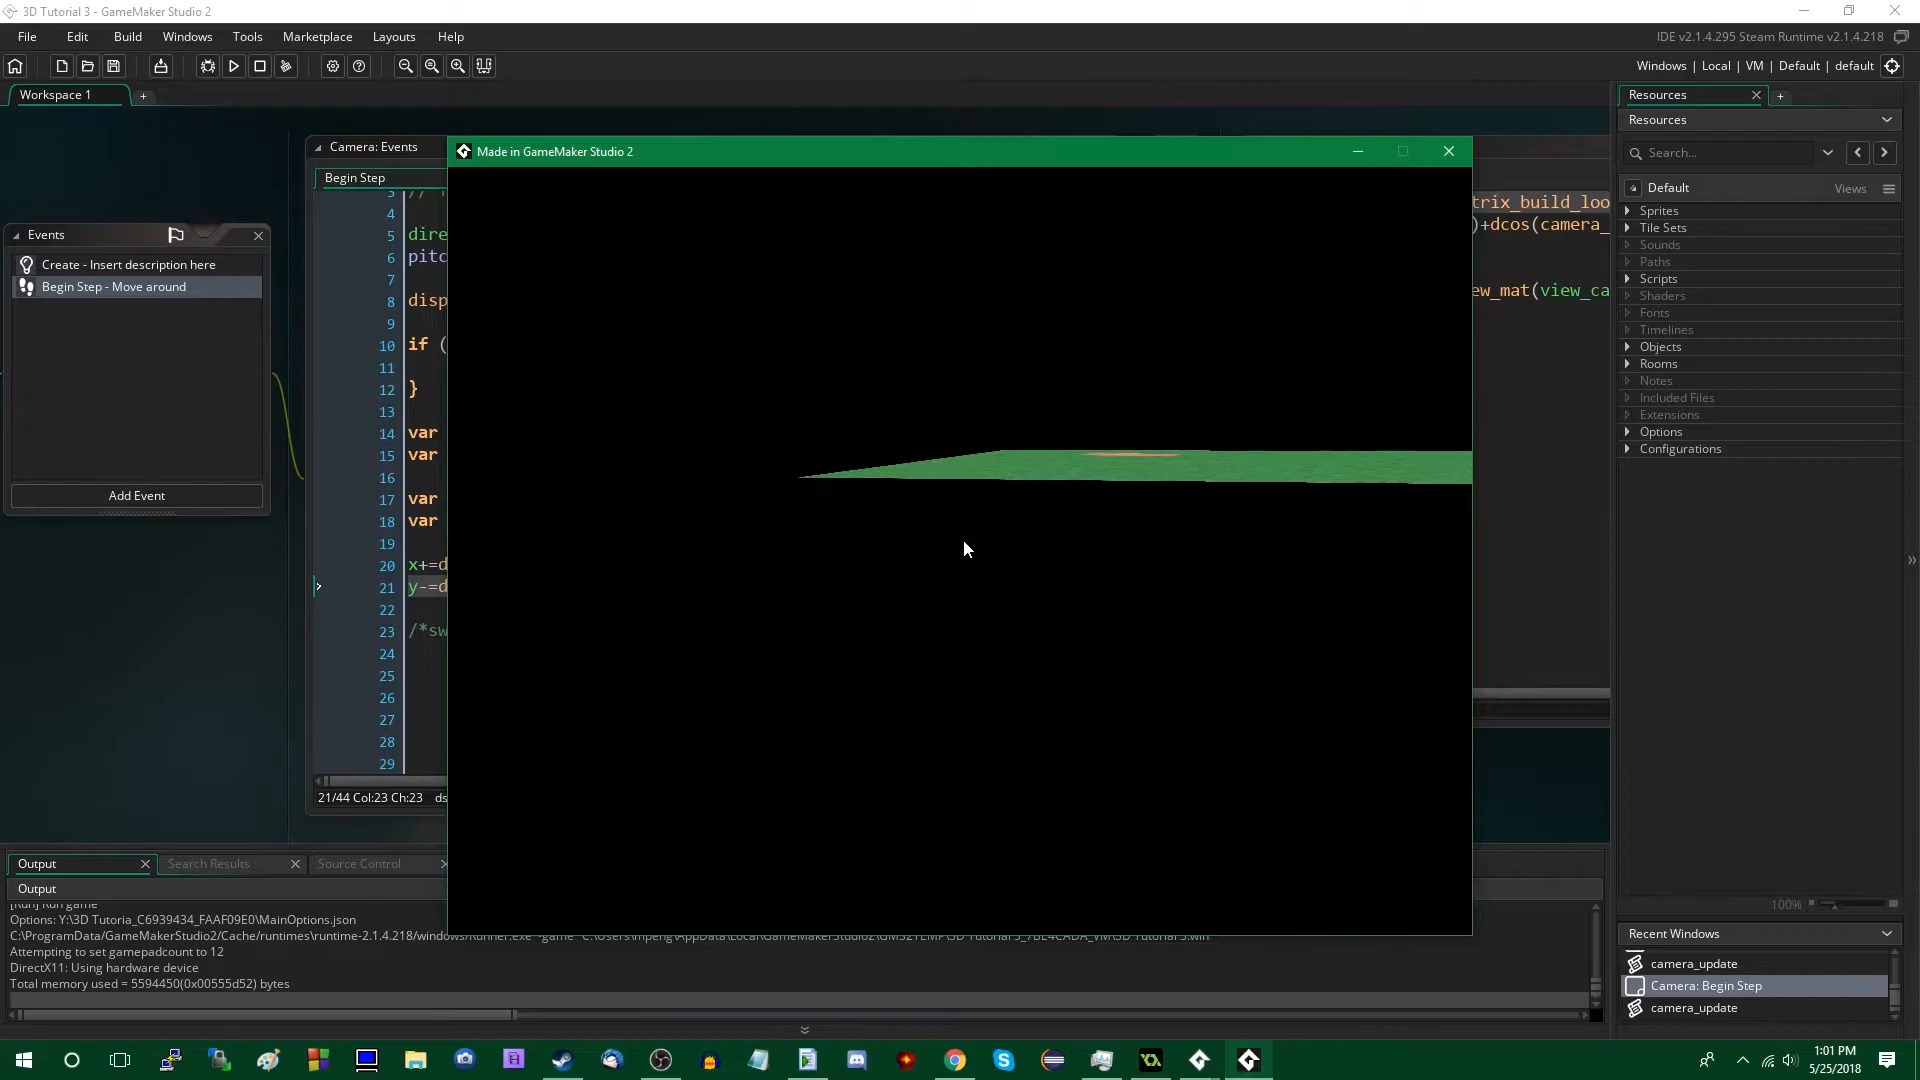 3D Tutorial 3 - GameMaker Studio 2
File Edit Build Windows Tools Marketplace Layouts Help
IDE v2.1.4.295 Steam Runtime v2.1.4.218
Windows | Local | VM | Default | default
Workspace 1
Resources
Resources
Search...
Default
Views
Sprites
Tile Sets
Sounds
Paths
Scripts
Shaders
Fonts
Timelines
Objects
Rooms
Notes
Included Files
Extensions
Options
Configurations
100%
Recent Windows
camera_update
Camera: Begin Step
camera_update
Events
Create - Insert description here
Begin Step - Move around
Add Event
Camera: Events
Begin Step
Made in GameMaker Studio 2
3 //
4
5 dire
6 pitc
7
8 disp
9
10 if (
11
12 }
13
14 var
15 var
16
17 var
18 var
19
20 x+=d
21 y-=d
22
23 /*sw
24
25
26
27
28
29
21/44 Col:23 Ch:23 ds
trix_build_loo
)+dcos(camera_
ew_mat(view_ca
Output
Search Results
Source Control
Output
[Run] Run game
Options: Y:\3D Tutoria_C6939434_FAAF09E0\MainOptions.json
Attempting to set gamepadcount to 12
DirectX11: Using hardware device
Total memory used = 5594450(0x00555d52) bytes
1:01 PM
5/25/2018